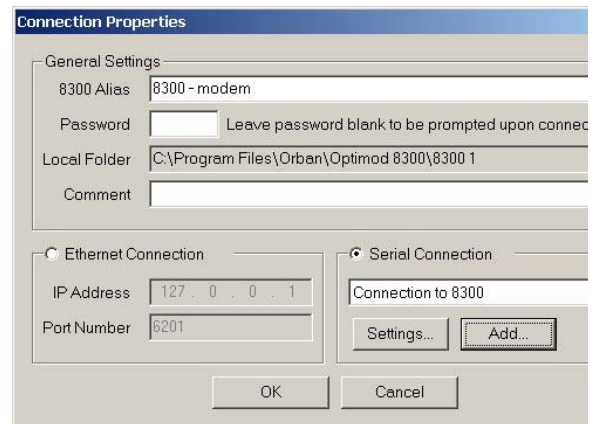 Connection Properties
General Settings
8300 Alias 8300 - modem
Password Leave password blank to be prompted upon connec
Local Folder C:\Program Files\Orban\Optimod 8300\8300 1
Comment
Ethernet Connection
IP Address 127 . 0 . 0 . 1
Port Number 6201
Serial Connection
Connection to 8300
Settings... Add...
OK Cancel